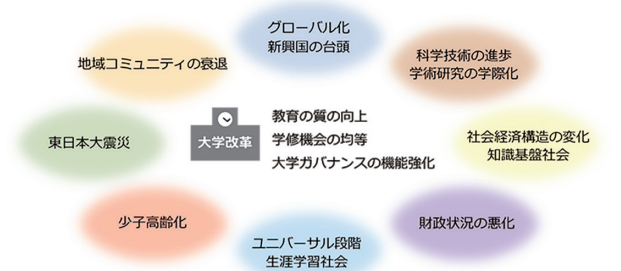 グローバル化
新興国の台頭
地域コミュニティの衰退
科学技術の進歩
学術研究の学際化
東日本大震災
大学改革
教育の質の向上
学修機会の均等
大学ガバナンスの機能強化
社会経済構造の変化
知識基盤社会
少子高齢化
財政状況の悪化
ユニバーサル段階
生涯学習社会